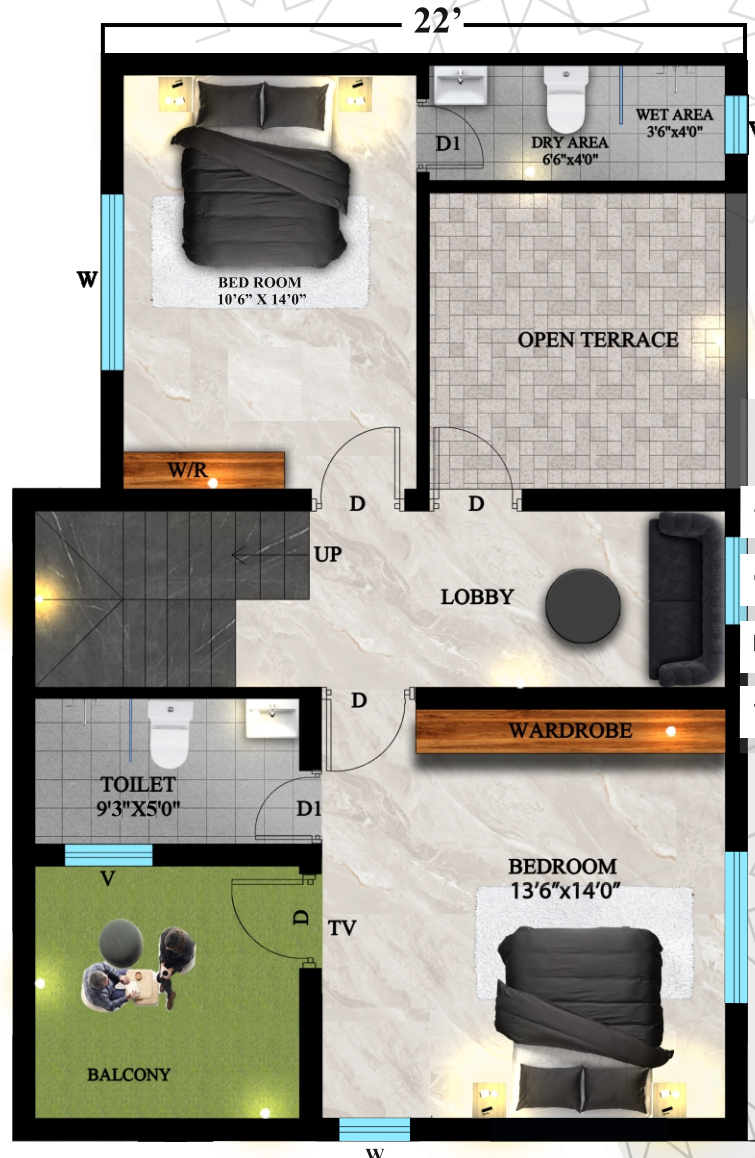 22’
WET AREA
3'6"x4'0"
V
D1
DRY AREA
6'6"x4'0"
W
BED ROOM
10’6” X 14’0”
OPEN TERRACE
W/R
D
D
UP
LOBBY
D
WARDROBE
TOILET
9'3"X5'0"
D1
BEDROOM
13'6"x14'0"
V
D
TV
BALCONY
W